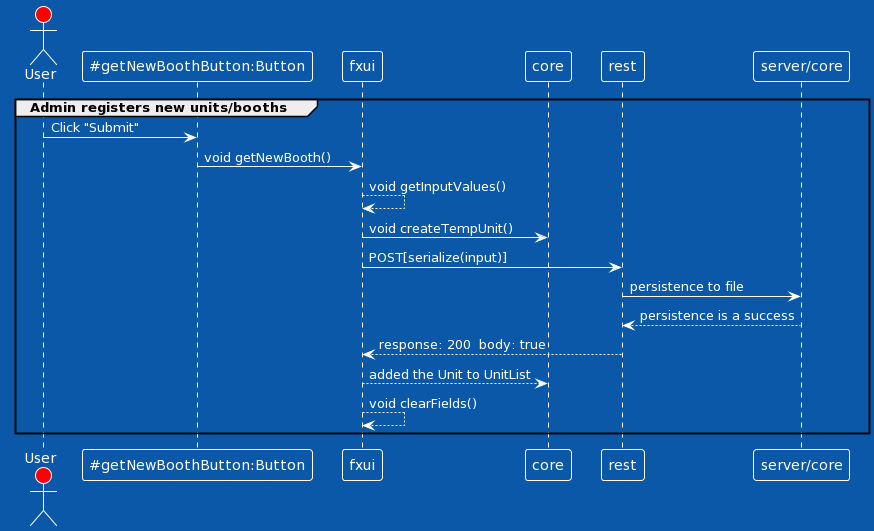 User
#getNewBoothButton:Button
fxui
core
rest
server/core
Admin registers new units/booths
Click "Submit"
void getNewBooth()
void getInputValues()
void createTempUnit()
POST[serialize(input)]
persistence to file
persistence is a success
response: 200  body: true
added the Unit to UnitList
void clearFields()
User
#getNewBoothButton:Button
fxui
core
rest
server/core